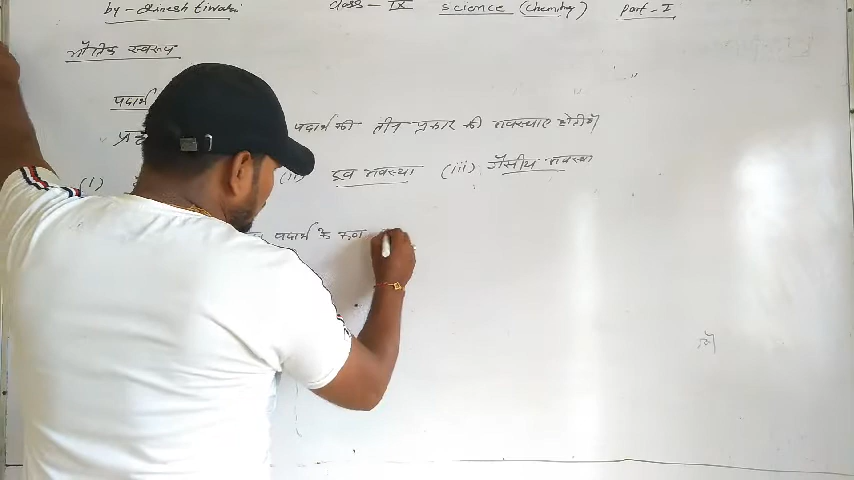 by - Dinesh tiwari class - IX Science (Chemistry) Part - I
भौतिक स्वरूप
पदार्थ
पदार्थ की तीन प्रकार की अवस्थाए होती है
(i) (ii) द्रव अवस्था (iii) गैसीय अवस्था
पदार्थ के कण